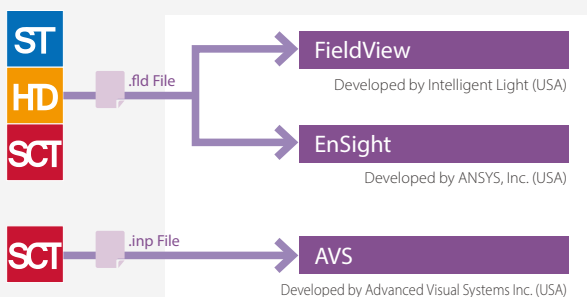 ST
HD
SCT
.fld File
FieldView
Developed by Intelligent Light (USA)
EnSight
Developed by ANSYS, Inc. (USA)
SCT
.inp File
AVS
Developed by Advanced Visual Systems Inc. (USA)